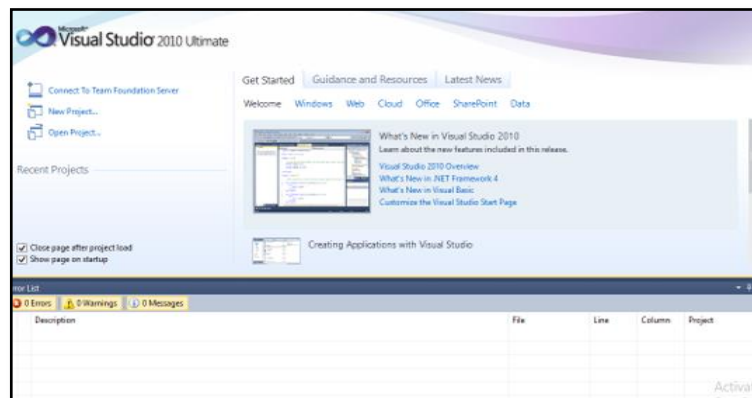 Microsoft
Visual Studio 2010 Ultimate
Connect To Team Foundation Server
New Project...
Open Project...
Recent Projects
Close page after project load
Show page on startup
Get Started Guidance and Resources Latest News
Welcome Windows Web Cloud Office SharePoint Data
What's New in Visual Studio 2010
Learn about the new features included in this release.
Visual Studio 2010 Overview
What's New in .NET Framework 4
What's New in Visual Basic
Customize the Visual Studio Start Page
Creating Applications with Visual Studio
rror List
0 Errors 0 Warnings 0 Messages
Description File Line Column Project
Activa